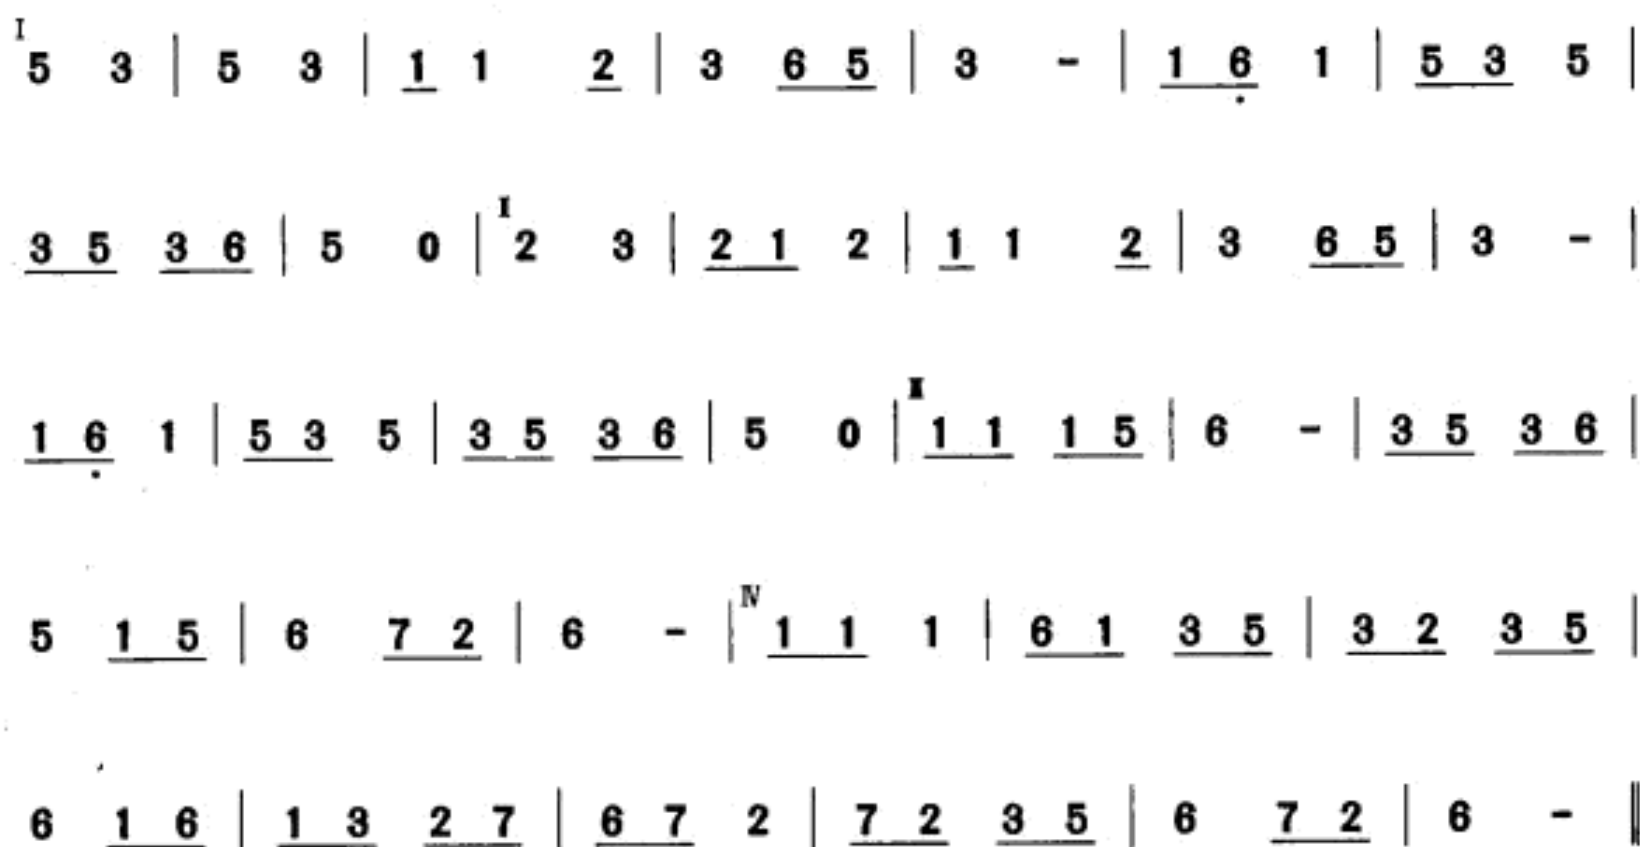 I 5 3 | 5 3 | 1 1 2 | 3 6 5 | 3 - | 1 6̣ 1 | 5 3 5 |
3 5 3 6 | 5 0 | I 2 3 | 2 1 2 | 1 1 2 | 3 6 5 | 3 - |
1 6̣ 1 | 5 3 5 | 3 5 3 6 | 5 0 | 1 1 1 5 | 6 - | 3 5 3 6 |
5 1 5 | 6 7 2 | 6 - | IV 1 1 1 | 6 1 3 5 | 3 2 3 5 |
6 1 6 | 1 3 2 7 | 6 7 2 | 7 2 3 5 | 6 7 2 | 6 - ‖